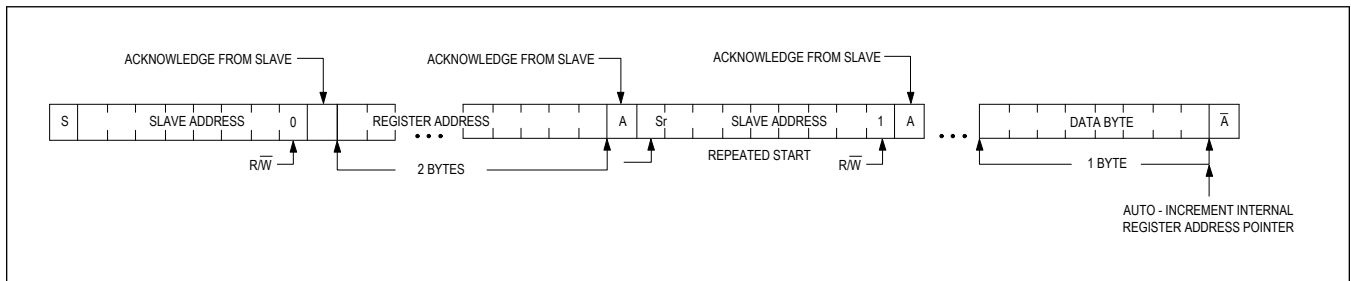 ACKNOWLEDGE FROM SLAVE ACKNOWLEDGE FROM SLAVE ACKNOWLEDGE FROM SLAVE
S SLAVE ADDRESS 0 REGISTER ADDRESS ••• A Sr SLAVE ADDRESS 1 A ••• DATA BYTE A̅
R/W̅ 2 BYTES REPEATED START R/W̅ 1 BYTE
AUTO - INCREMENT INTERNAL
REGISTER ADDRESS POINTER